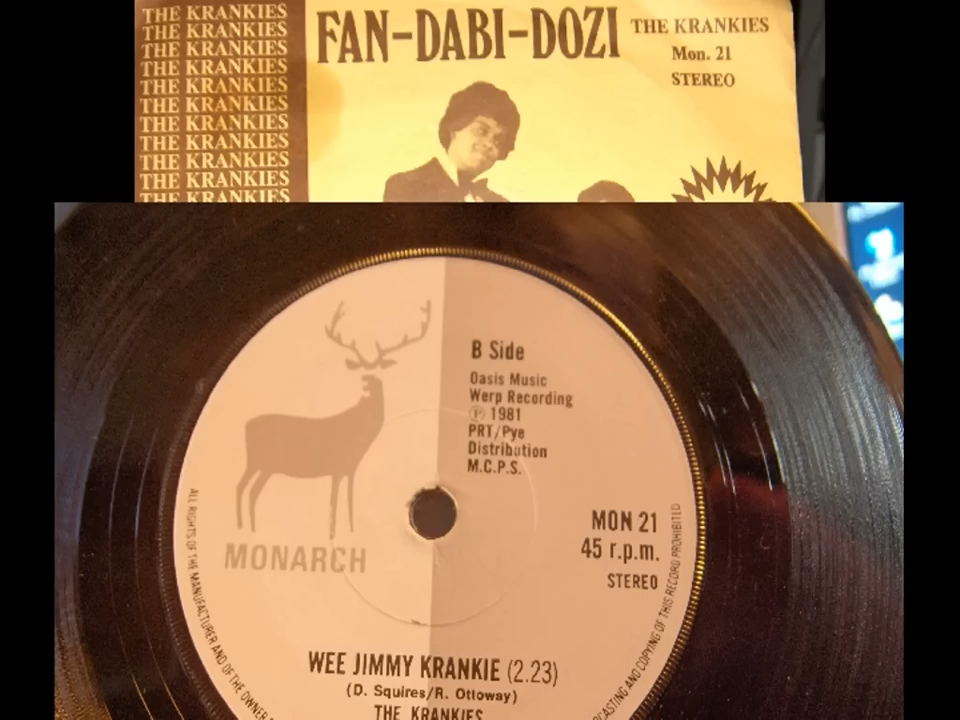 THE KRANKIES
THE KRANKIES
THE KRANKIES
THE KRANKIES
THE KRANKIES
THE KRANKIES
THE KRANKIES
THE KRANKIES
THE KRANKIES
THE KRANKIES
THE KRANKIES
FAN-DABI-DOZI
THE KRANKIES
Mon. 21
STEREO
B Side
Oasis Music
Werp Recording
℗ 1981
PRT/Pye
Distribution
M.C.P.S.
MON 21
45 r.p.m.
STEREO
MONARCH
WEE JIMMY KRANKIE (2.23)
(D. Squires/R. Ottoway)
THE KRANKIES
ALL RIGHTS OF THE MANUFACTURER AND OF THE OWNER
CASTING AND COPYING OF THIS RECORD PROHIBITED